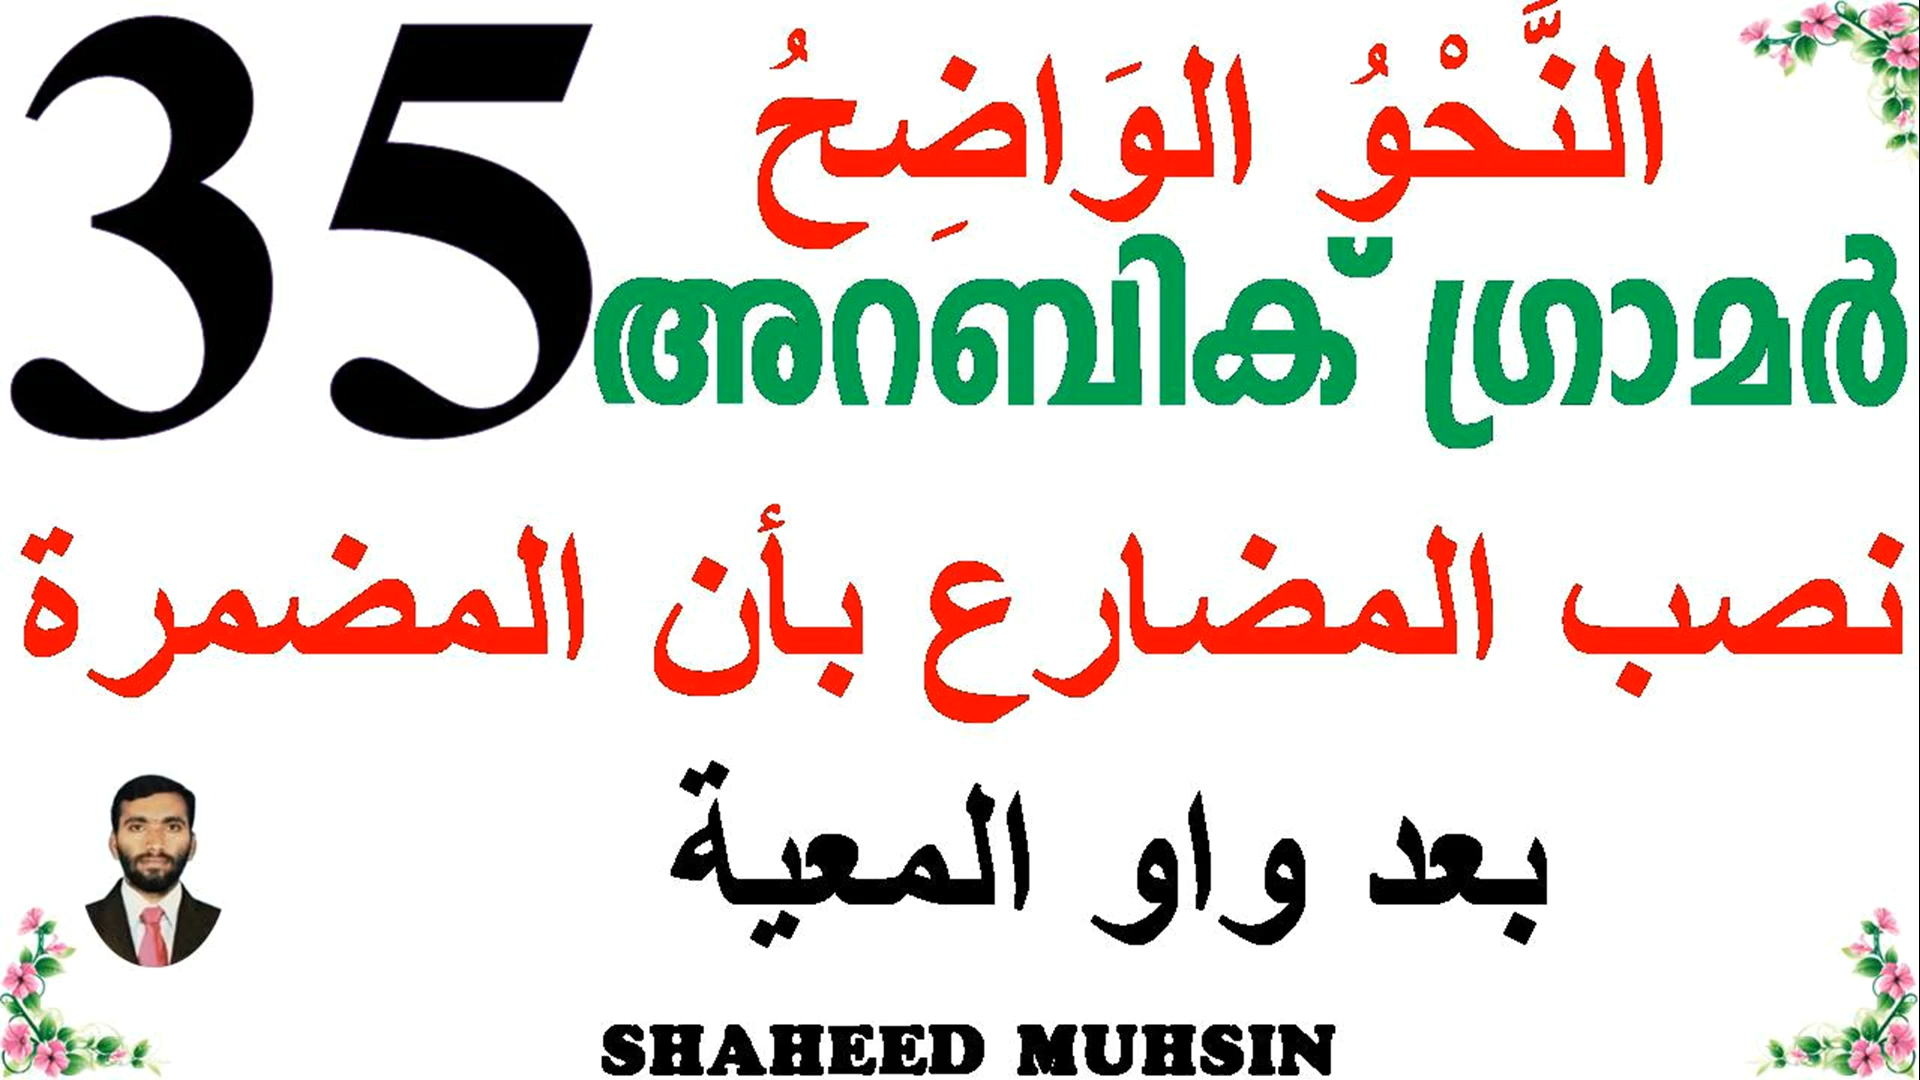 35 النَّحْوُ الوَاضِحُ
അറബിക് ഗ്രാമർ
نصب المضارع بأن المضمرة
بعد واو المعية
SHAHEED MUHSIN